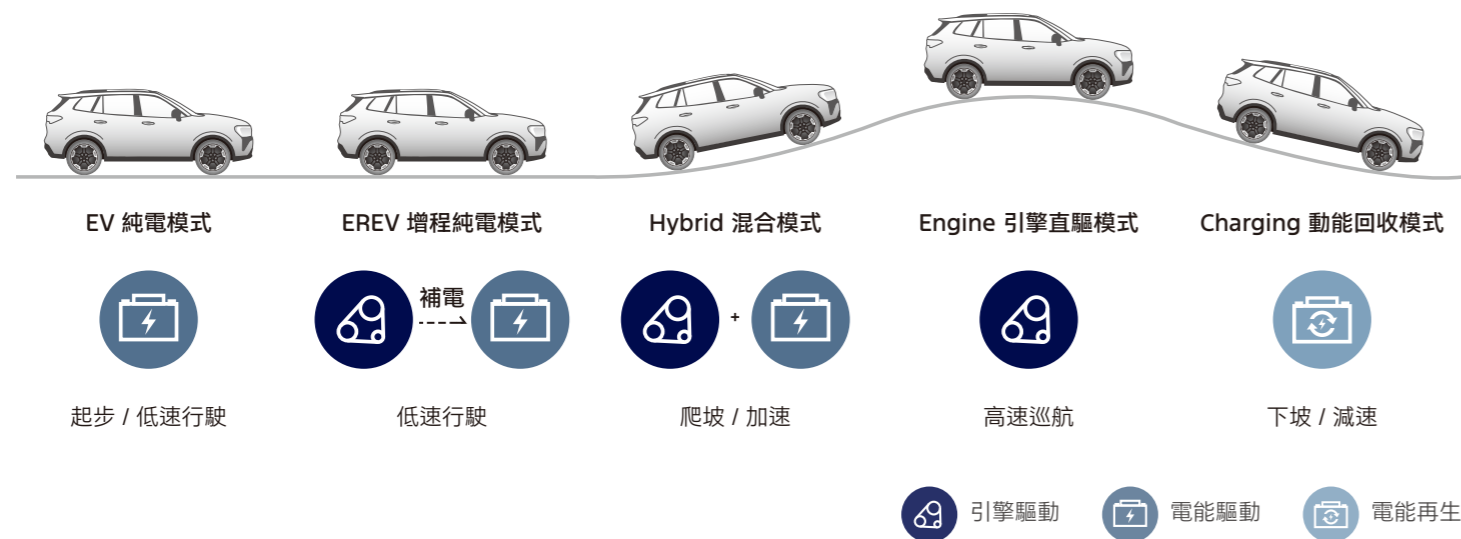 EV 純電模式
EREV 增程純電模式
Hybrid 混合模式
Engine 引擎直驅模式
Charging 動能回收模式
補電
+
起步 / 低速行駛
低速行駛
爬坡 / 加速
高速巡航
下坡 / 減速
引擎驅動
電能驅動
電能再生